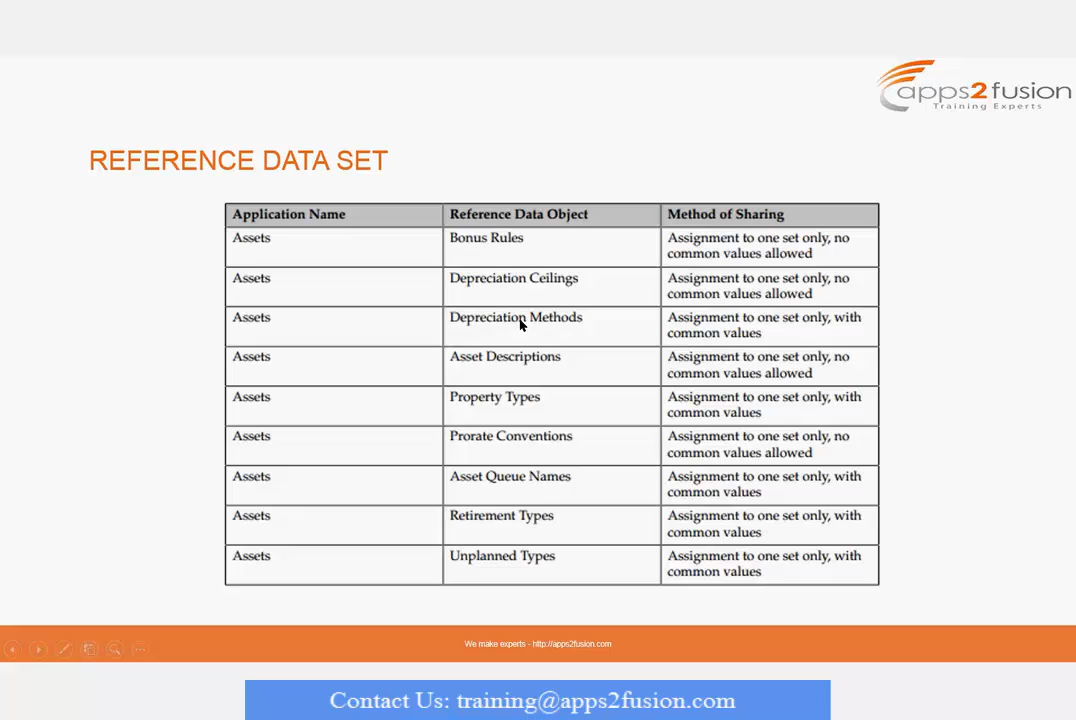 apps2fusion
Training Experts
REFERENCE DATA SET
Application Name Reference Data Object Method of Sharing
Assets Bonus Rules Assignment to one set only, no
common values allowed
Assets Depreciation Ceilings Assignment to one set only, no
common values allowed
Assets Depreciation Methods Assignment to one set only, with
common values
Assets Asset Descriptions Assignment to one set only, no
common values allowed
Assets Property Types Assignment to one set only, with
common values
Assets Prorate Conventions Assignment to one set only, no
common values allowed
Assets Asset Queue Names Assignment to one set only, with
common values
Assets Retirement Types Assignment to one set only, with
common values
Assets Unplanned Types Assignment to one set only, with
common values
We make experts - http://apps2fusion.com
Contact Us: training@apps2fusion.com